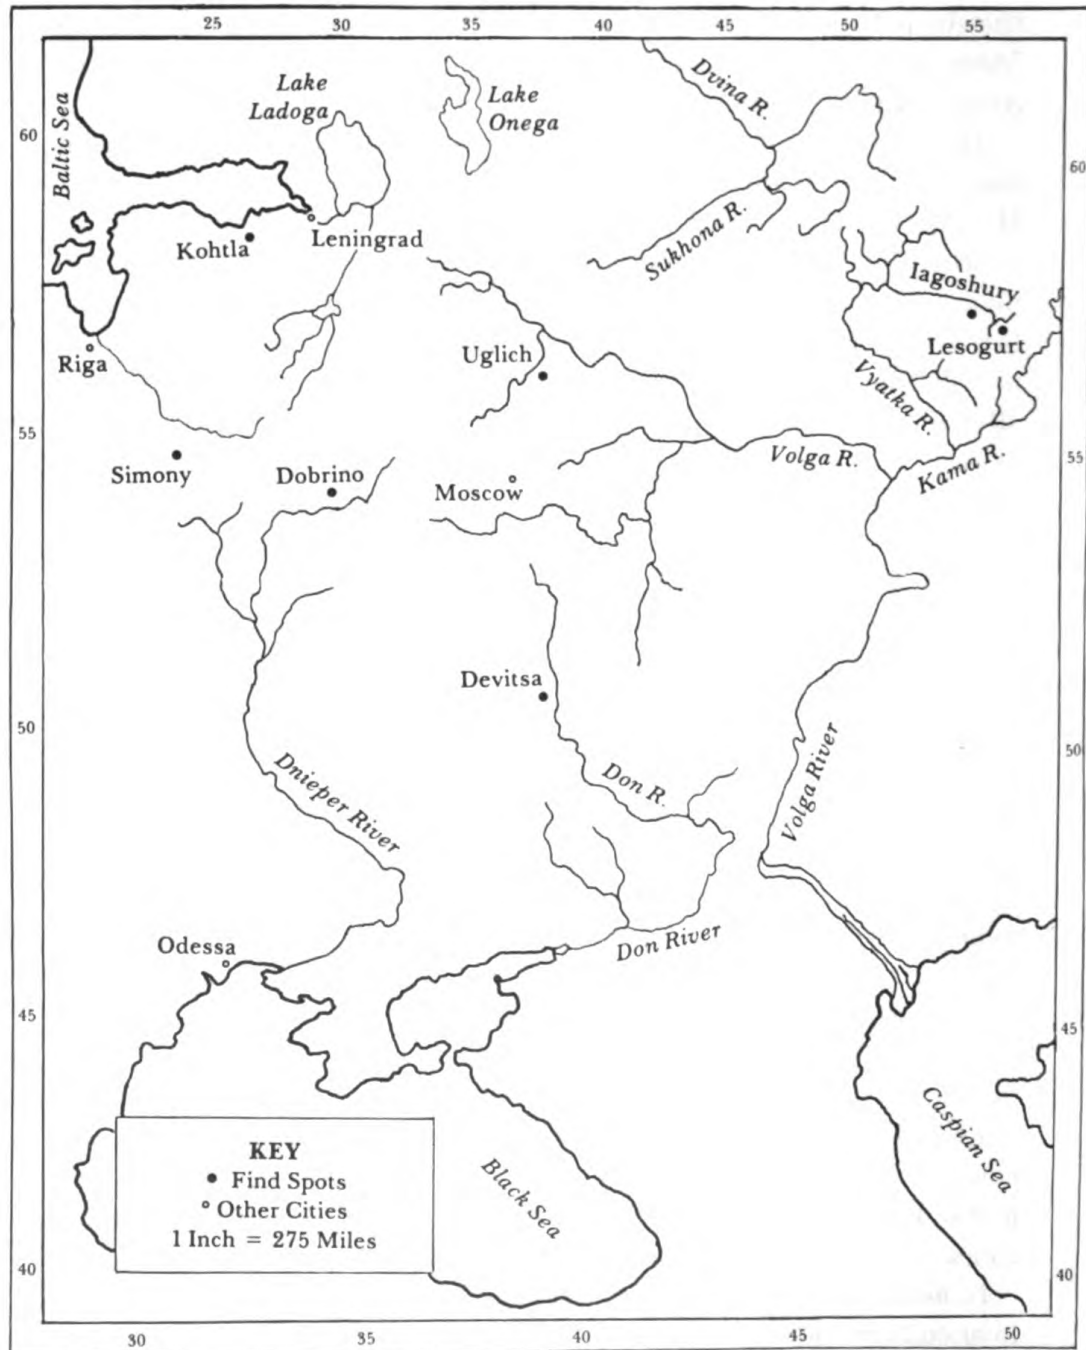 25 30 35 40 45 50 55
60
55
50
45
40
60
55
50
45
40
30 35 40 45 50
Baltic Sea
Lake
Ladoga
Lake
Onega
Dvina R.
Sukhona R.
Kohtla
Leningrad
Iagoshury
Lesogurt
Riga
Uglich
Vyatka R.
Simony
Dobrino
Moscow
Volga R.
Kama R.
Devitsa
Dnieper River
Don R.
Volga River
Odessa
Don River
Black Sea
Caspian Sea
KEY
Find Spots
Other Cities
1 Inch = 275 Miles